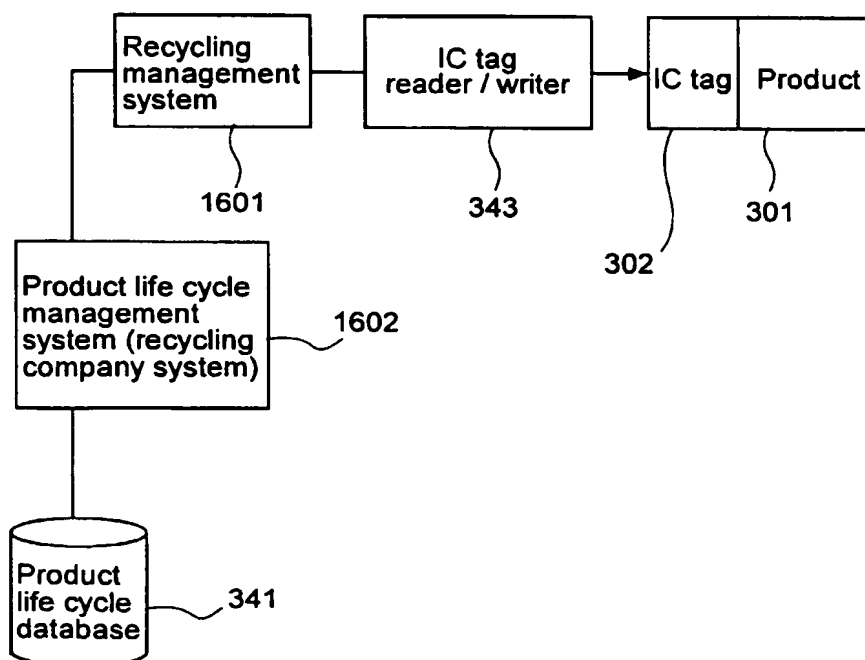 Recycling
management
system
IC tag
reader / writer
IC tag
Product
1601
343
302
301
Product life cycle
management
system (recycling
company system)
1602
Product
life cycle
database
341